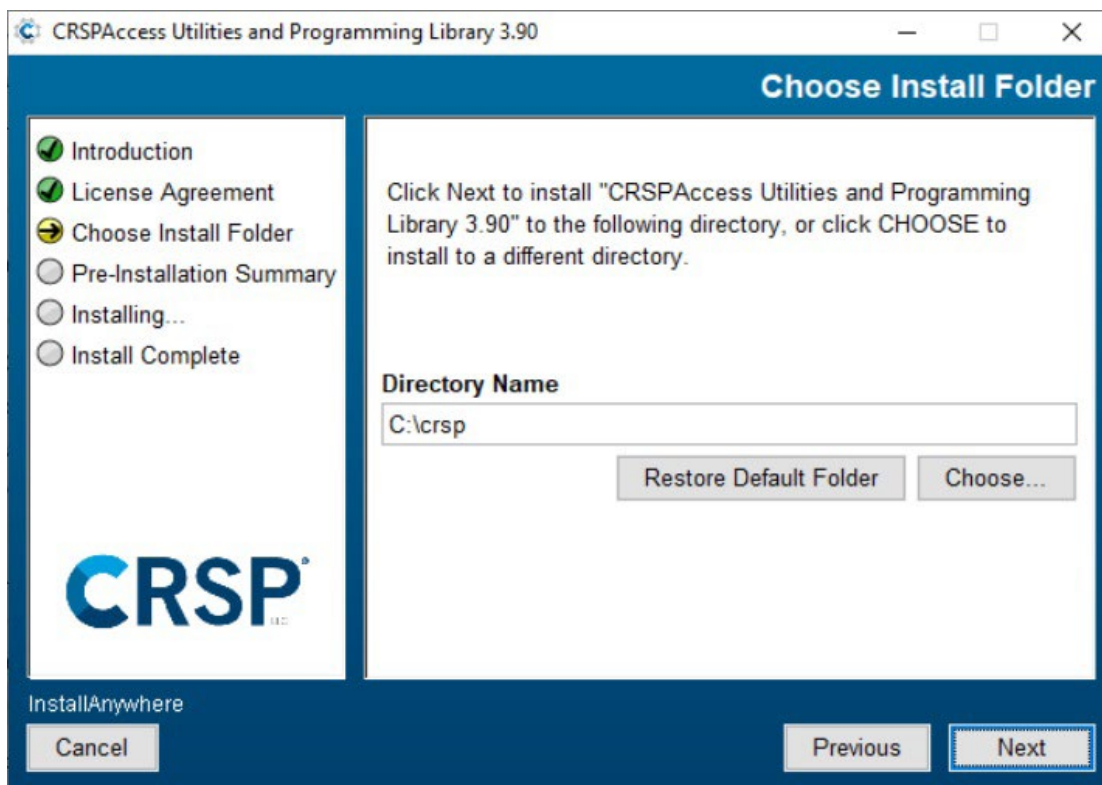 CRSPAccess Utilities and Programming Library 3.90
Choose Install Folder
Introduction
License Agreement
Choose Install Folder
Pre-Installation Summary
Installing...
Install Complete
CRSP
Click Next to install "CRSPAccess Utilities and Programming
Library 3.90" to the following directory, or click CHOOSE to
install to a different directory.
Directory Name
C:\crsp
Restore Default Folder
Choose...
InstallAnywhere
Cancel
Previous
Next